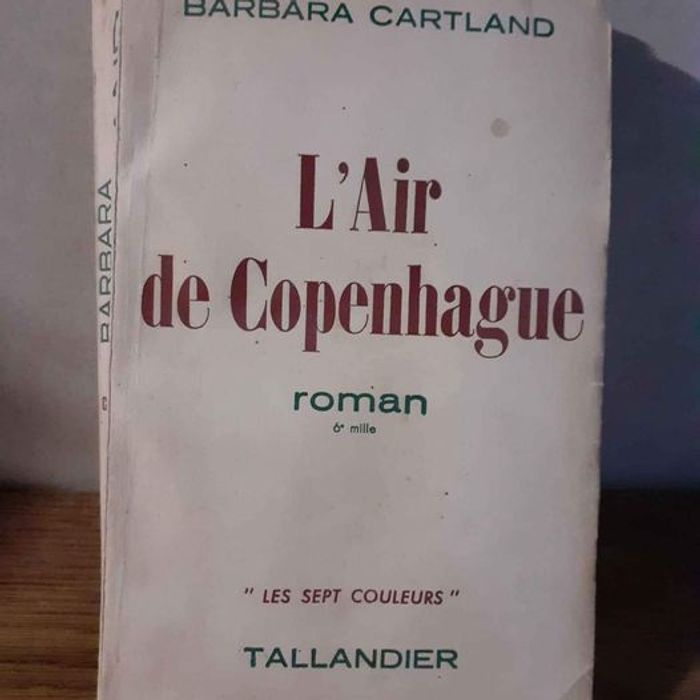 BARBARA CARTLAND
L'Air
de Copenhague
roman
6e mille
" LES SEPT COULEURS "
TALLANDIER
BARBARA